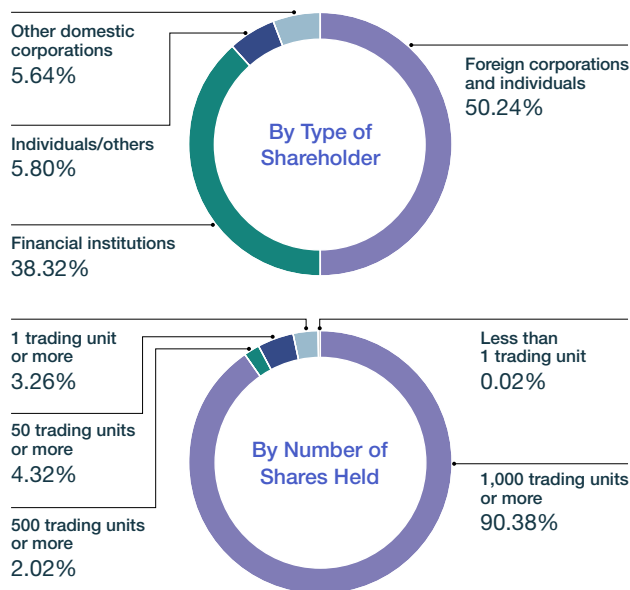 Other domestic
corporations
5.64%
Foreign corporations
and individuals
50.24%
By Type of
Shareholder
Individuals/others
5.80%
Financial institutions
38.32%
1 trading unit
or more
3.26%
Less than
1 trading unit
0.02%
50 trading units
or more
4.32%
By Number of
Shares Held
1,000 trading units
or more
90.38%
500 trading units
or more
2.02%